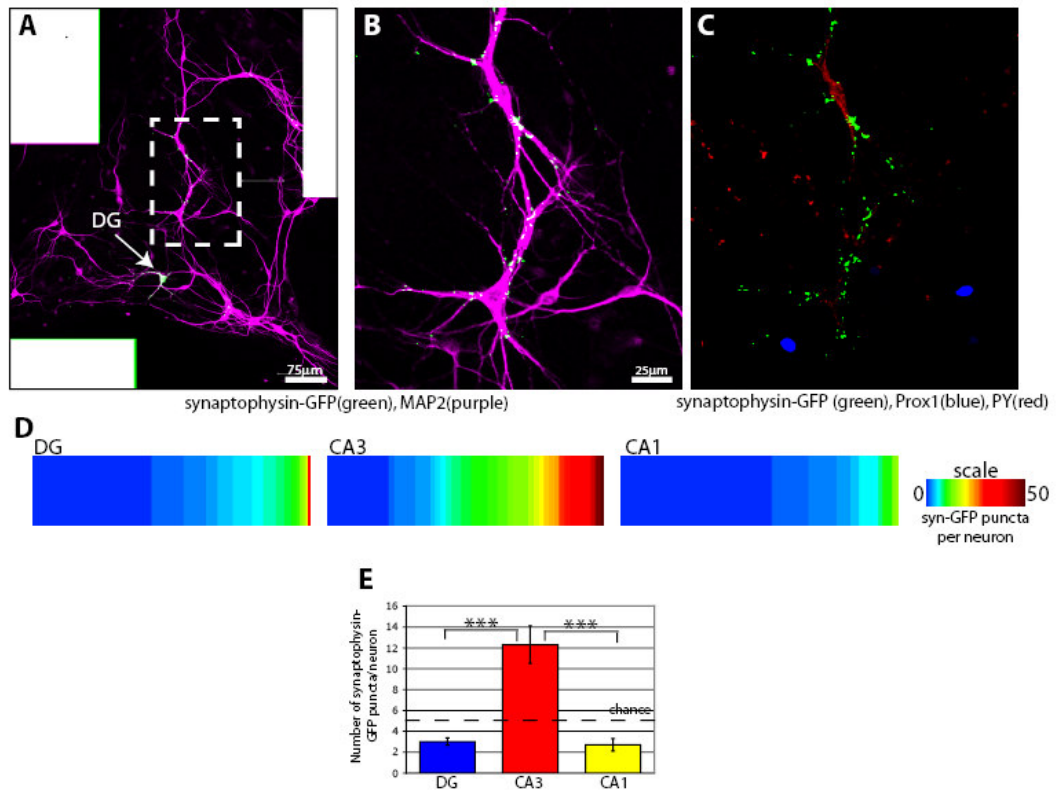 A
B
C
DG
75μm
25μm
synaptophysin-GFP(green), MAP2(purple)
synaptophysin-GFP (green), Prox1(blue), PY(red)
D
DG
CA3
CA1
scale
0
50
syn-GFP puncta
per neuron
E
Number of synaptophysin-
GFP puncta/neuron
16
14
12
10
8
6
4
2
0
***
***
chance
DG
CA3
CA1